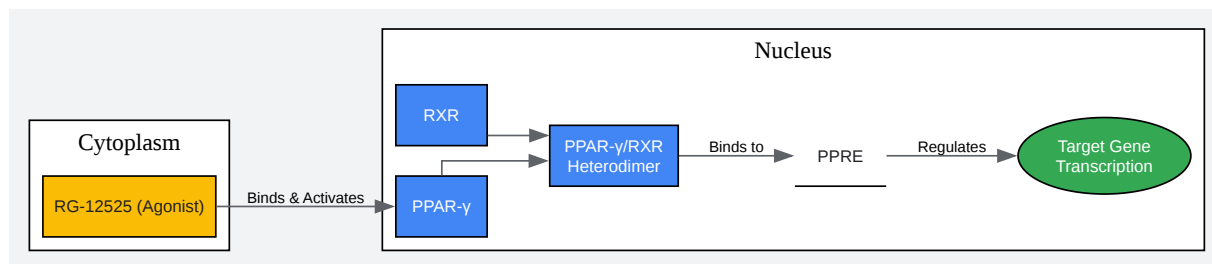 Nucleus
RXR
Cytoplasm
RG-12525 (Agonist)
Binds & Activates
PPAR-γ
PPAR-γ/RXR
Heterodimer
Binds to
PPRE
Regulates
Target Gene
Transcription